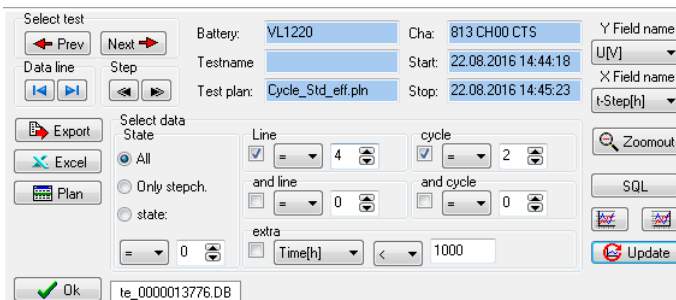 Select test
Prev Next
Battery: VL1220 Cha: 813 CH00 CTS
Y Field name
U[V]
Data line Step
Testname Start: 22.08.2016 14:44:18
X Field name
Test plan: Cycle_Std_eff.pln Stop: 22.08.2016 14:45:23
t-Step[h]
Export
Excel
Plan
Select data
State
All
Only stepch.
state:
= 0
Line
= 4
cycle
= 2
and line
= 0
and cycle
= 0
extra
Time[h] < 1000
Zoomout
SQL
Update
Ok
te_0000013776.DB